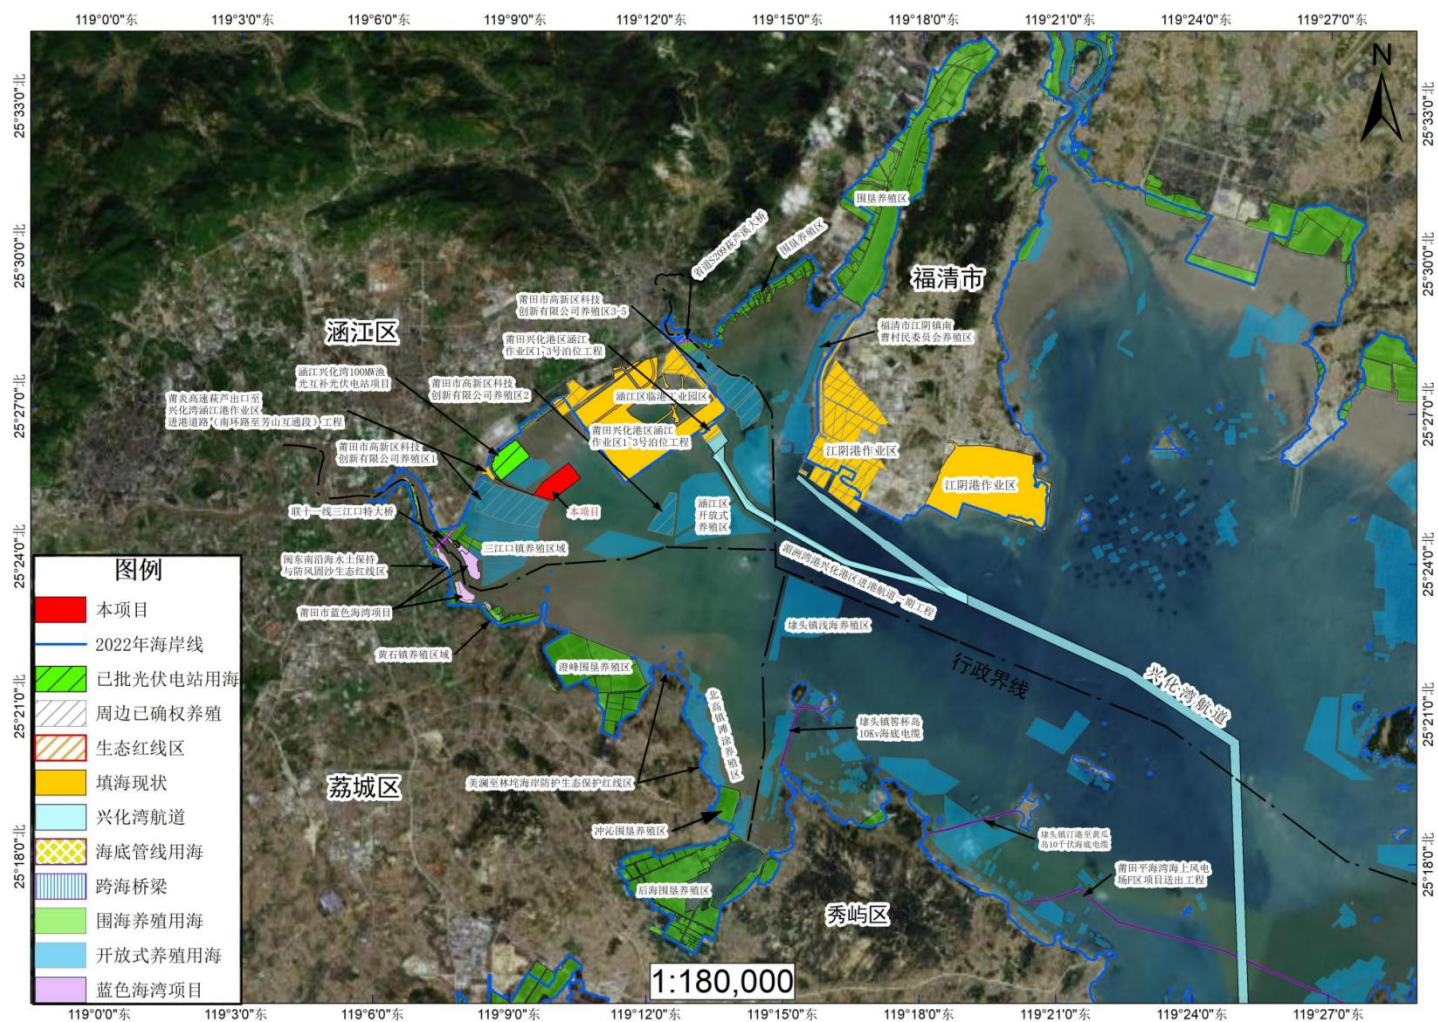 119°0'0"东
119°3'0"东
119°6'0"东
119°9'0"东
119°12'0"东
119°15'0"东
119°18'0"东
119°21'0"东
119°24'0"东
119°27'0"东
N
25°33'0"北
25°33'0"北
25°30'0"北
25°30'0"北
25°27'0"北
25°27'0"北
25°24'0"北
25°24'0"北
25°21'0"北
25°21'0"北
25°18'0"北
25°18'0"北
围垦养殖区
省道S209萩芦溪大桥
围垦养殖区
福清市
涵江区
莆田市高新区科技
创新有限公司养殖区3-5
莆田兴化港区涵江
作业区1-3号泊位工程
福清市江阴镇南
曹村民委员会养殖区
涵江兴化湾100MW渔
光互补光伏电站项目
莆田市高新区科技
创新有限公司养殖区2
涵江区临港工业园区
莆炎高速萩芦出口至
兴化湾涵江港作业区
进港道路(南环路至芳山互通段)工程
莆田兴化港区涵江
作业区1-3号泊位工程
莆田市高新区科技
创新有限公司养殖区1
江阴港作业区
江阴港作业区
本项目
联十一线三江口特大桥
涵江区
开放式
养殖区
三江口镇养殖区域
闽东南沿海水土保持
与防风固沙生态红线区
湄洲湾港兴化港区进港航道一期工程
莆田市蓝色海湾项目
埭头镇浅海养殖区
黄石镇养殖区域
澄峰围垦养殖区
行政界线
兴化湾航道
北高镇滩涂养殖区
埭头镇筶杯岛
10Kv海底电缆
荔城区
美澜至林埕海岸防护生态保护红线区
冲沁围垦养殖区
埭头镇汀港至黄瓜
岛10千伏海底电缆
莆田平海湾海上风电
场F区项目送出工程
后海围垦养殖区
秀屿区
1:180,000
图例
本项目
2022年海岸线
已批光伏电站用海
周边已确权养殖
生态红线区
填海现状
兴化湾航道
海底管线用海
跨海桥梁
围海养殖用海
开放式养殖用海
蓝色海湾项目
119°0'0"东
119°3'0"东
119°6'0"东
119°9'0"东
119°12'0"东
119°15'0"东
119°18'0"东
119°21'0"东
119°24'0"东
119°27'0"东